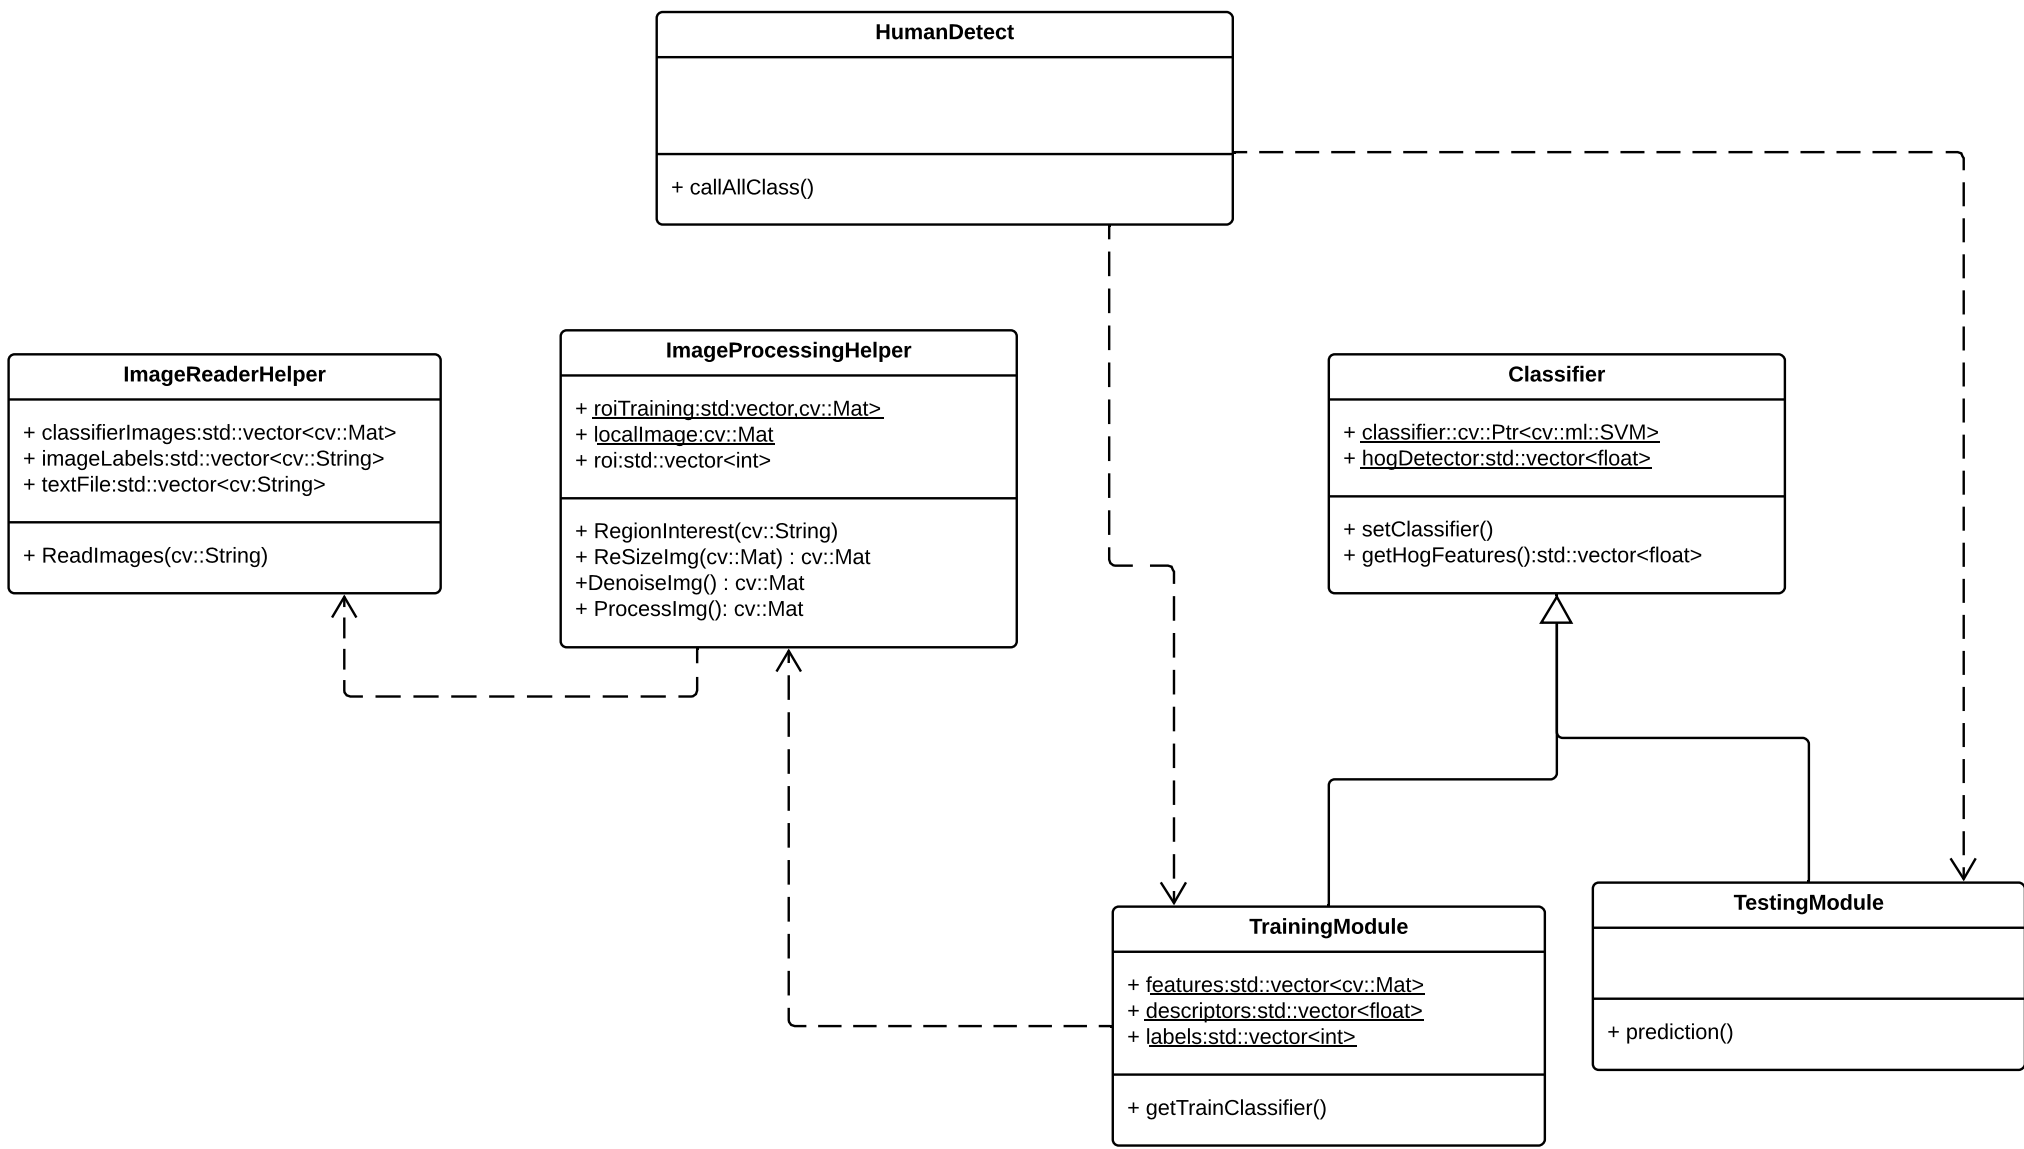 HumanDetect
+ callAllClass()
ImageReaderHelper
+ classifierImages:std::vector<cv::Mat>
+ imageLabels:std::vector<cv::String>
+ textFile:std::vector<cv:String>
+ ReadImages(cv::String)
ImageProcessingHelper
+ roiTraining:std:vector,cv::Mat>
+ localImage:cv::Mat
+ roi:std::vector<int>
+ RegionInterest(cv::String)
+ ReSizeImg(cv::Mat) : cv::Mat
+DenoiseImg() : cv::Mat
+ ProcessImg(): cv::Mat
Classifier
+ classifier::cv::Ptr<cv::ml::SVM>
+ hogDetector:std::vector<float>
+ setClassifier()
+ getHogFeatures():std::vector<float>
TrainingModule
+ features:std::vector<cv::Mat>
+ descriptors:std::vector<float>
+ labels:std::vector<int>
+ getTrainClassifier()
TestingModule
+ prediction()